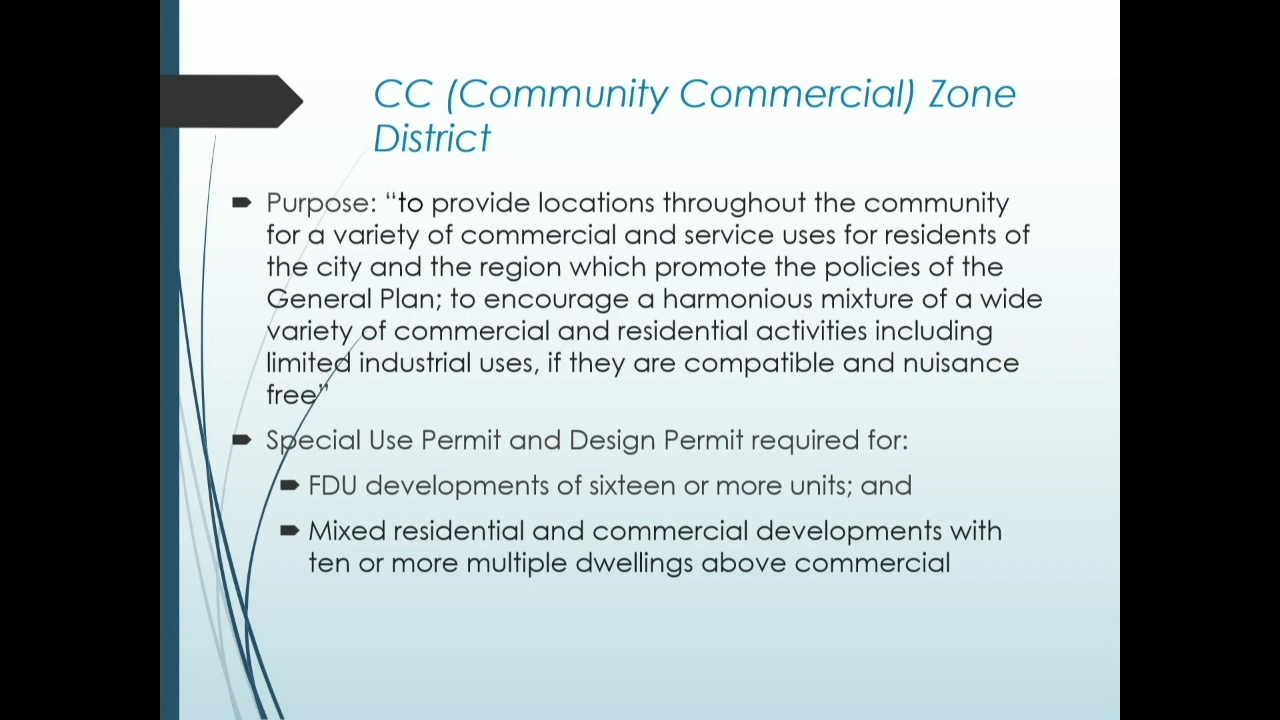 CC (Community Commercial) Zone
District
Purpose: “to provide locations throughout the community
for a variety of commercial and service uses for residents of
the city and the region which promote the policies of the
General Plan; to encourage a harmonious mixture of a wide
variety of commercial and residential activities including
limited industrial uses, if they are compatible and nuisance
free”
Special Use Permit and Design Permit required for:
FDU developments of sixteen or more units; and
Mixed residential and commercial developments with
ten or more multiple dwellings above commercial